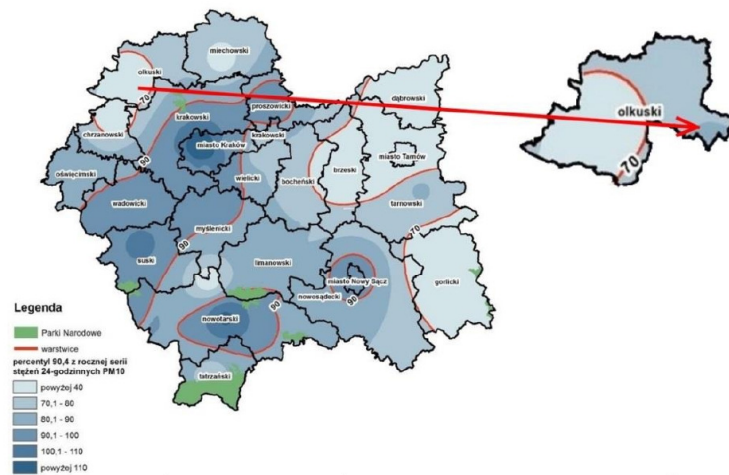 miechowski
olkuski
70
krakowski
proszowicki
dąbrowski
chrzanowski
miasto Kraków
krakowski
miasto Tarnów
oświęcimski
90
wielicki
bocheński
brzeski
wadowicki
tarnowski
myślenicki
70
90
suski
limanowski
miasto Nowy Sącz
gorlicki
nowosądecki
90
90
nowotarski
tatrzański
olkuski
70
Legenda
Parki Narodowe
warstwice
percentyl 90,4 z rocznej serii
stężeń 24-godzinnych PM10
powyżej 40
70,1 - 80
80,1 - 90
90,1 - 100
100,1 - 110
powyżej 110